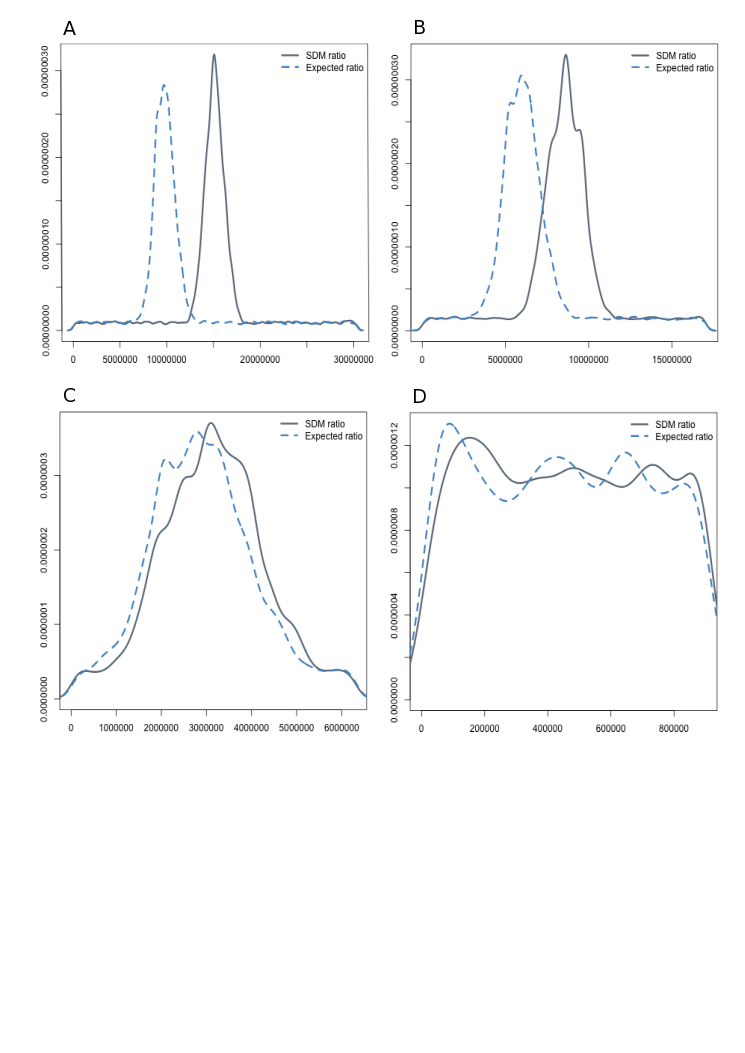 A
SDM ratio
Expected ratio
0.00000000 0.00000010 0.00000020 0.00000030
0 5000000 10000000 20000000 30000000
B
SDM ratio
Expected ratio
0.00000000 0.00000010 0.00000020 0.00000030
0 5000000 10000000 15000000
C
SDM ratio
Expected ratio
0.0000000 0.0000001 0.0000002 0.0000003
0 1000000 2000000 3000000 4000000 5000000 6000000
D
SDM ratio
Expected ratio
0.0000000 0.0000004 0.0000008 0.0000012
0 200000 400000 600000 800000